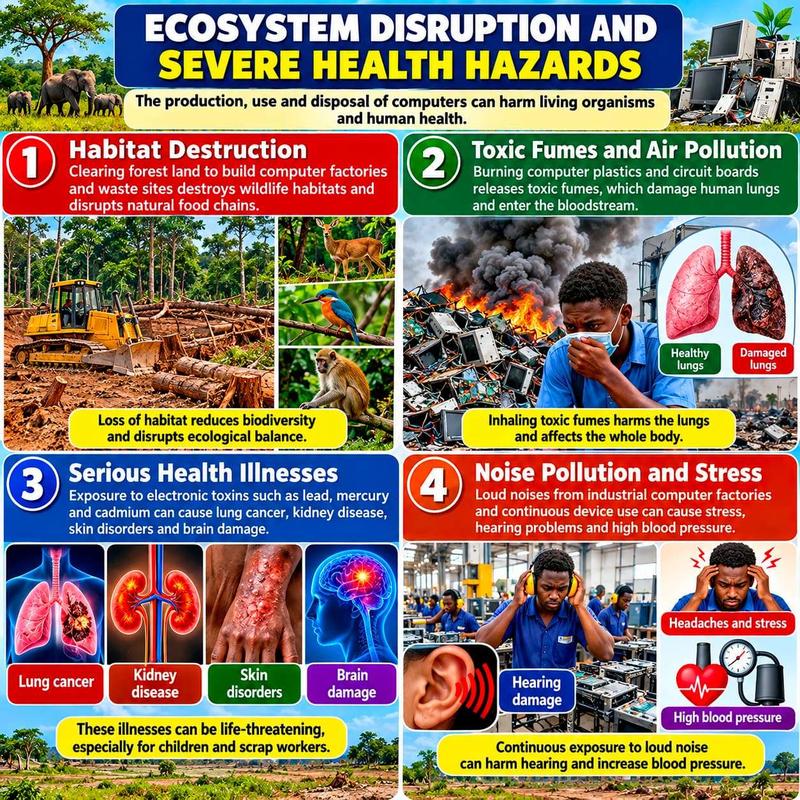 ECOSYSTEM DISRUPTION AND
SEVERE HEALTH HAZARDS
The production, use and disposal of computers can harm living organisms
and human health.
1
Habitat Destruction
Clearing forest land to build computer factories
and waste sites destroys wildlife habitats and
disrupts natural food chains.
Loss of habitat reduces biodiversity
and disrupts ecological balance.
2
Toxic Fumes and Air Pollution
Burning computer plastics and circuit boards
releases toxic fumes, which damage human lungs
and enter the bloodstream.
Healthy
lungs
Damaged
lungs
Inhaling toxic fumes harms the lungs
and affects the whole body.
3
Serious Health Illnesses
Exposure to electronic toxins such as lead, mercury
and cadmium can cause lung cancer, kidney disease,
skin disorders and brain damage.
Lung cancer
Kidney
disease
Skin
disorders
Brain
damage
These illnesses can be life-threatening,
especially for children and scrap workers.
4
Noise Pollution and Stress
Loud noises from industrial computer factories
and continuous device use can cause stress,
hearing problems and high blood pressure.
Hearing
damage
Headaches and stress
High blood pressure
Continuous exposure to loud noise
can harm hearing and increase blood pressure.